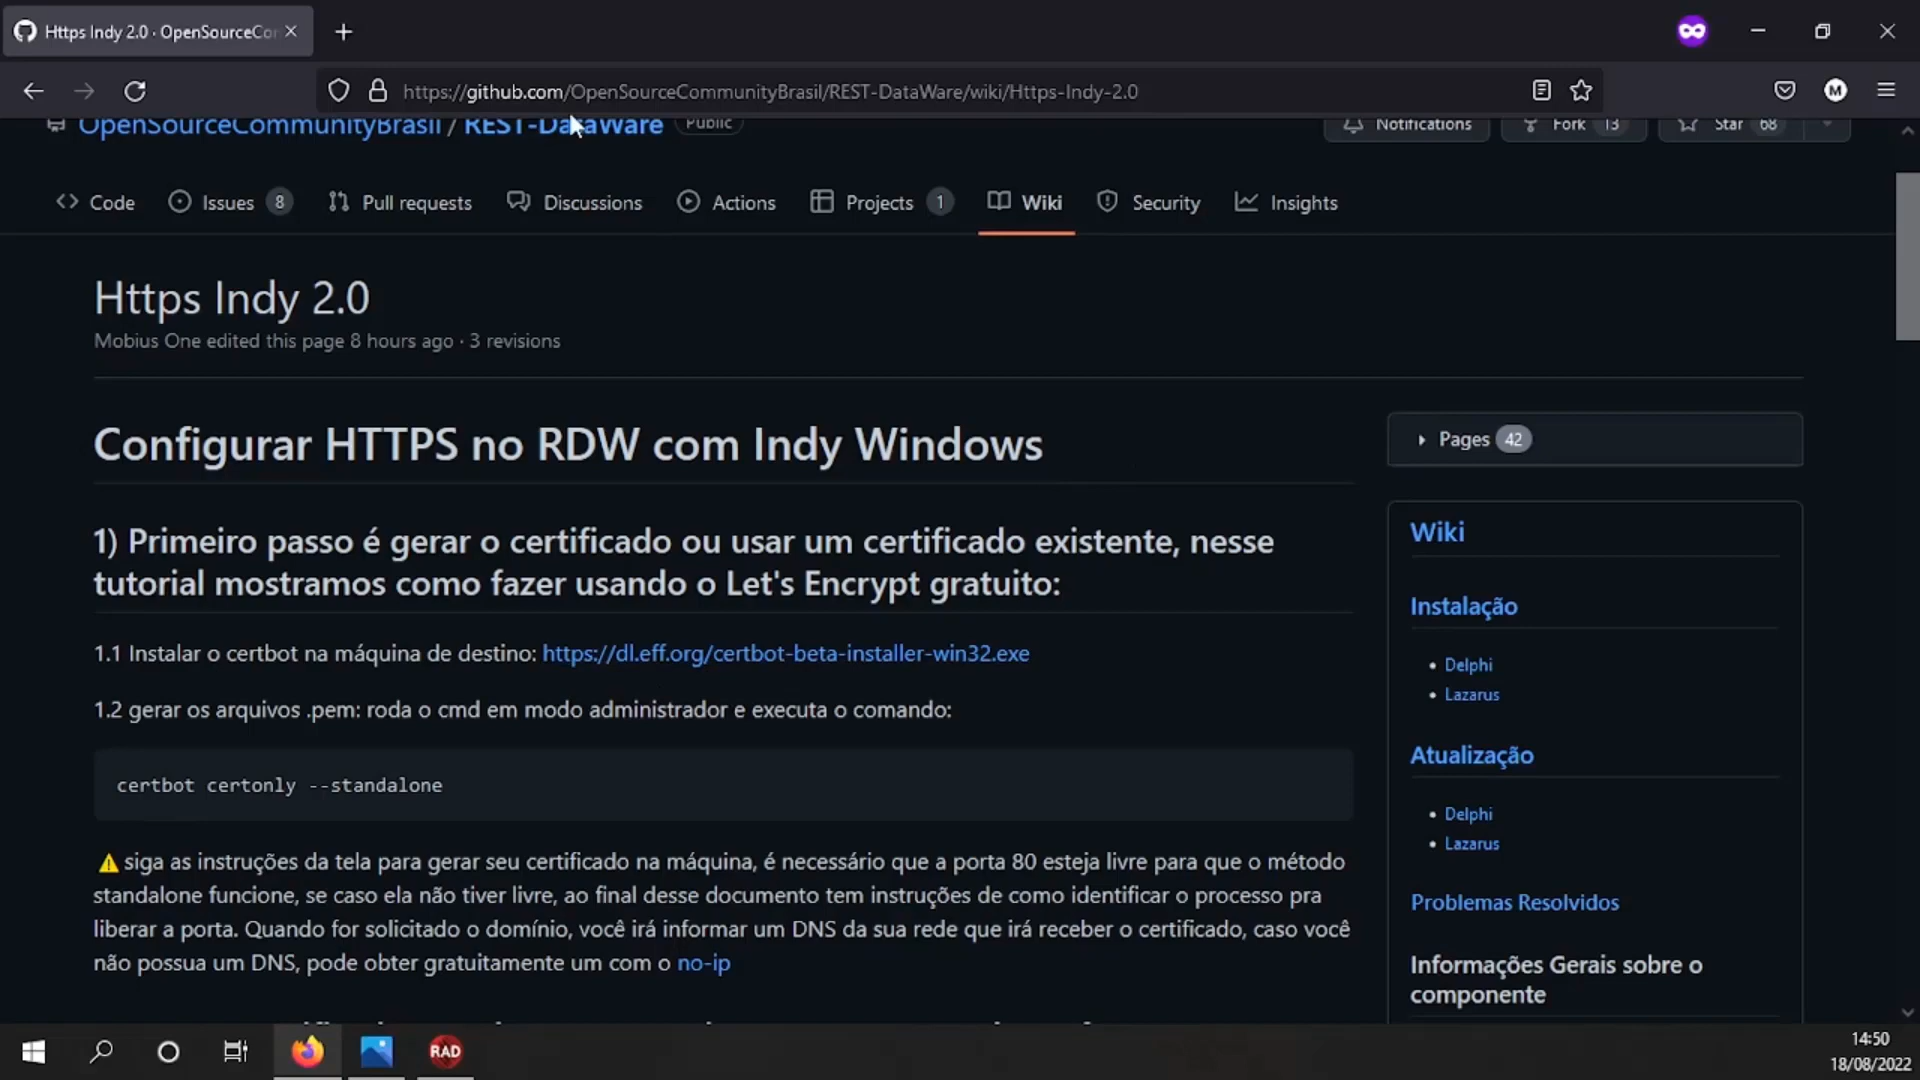 Https Indy 2.0 · OpenSourceCo
https://github.com/OpenSourceCommunityBrasil/REST-DataWare/wiki/Https-Indy-2.0
M
OpenSourceCommunityBrasil / REST-DataWare Public
Notifications
Fork 13
Star 68
Code
Issues 8
Pull requests
Discussions
Actions
Projects 1
Wiki
Security
Insights
Https Indy 2.0
Mobius One edited this page 8 hours ago · 3 revisions
Configurar HTTPS no RDW com Indy Windows
1) Primeiro passo é gerar o certificado ou usar um certificado existente, nesse
tutorial mostramos como fazer usando o Let's Encrypt gratuito:
1.1 Instalar o certbot na máquina de destino: https://dl.eff.org/certbot-beta-installer-win32.exe
1.2 gerar os arquivos .pem: roda o cmd em modo administrador e executa o comando:
certbot certonly --standalone
⚠ siga as instruções da tela para gerar seu certificado na máquina, é necessário que a porta 80 esteja livre para que o método
standalone funcione, se caso ela não tiver livre, ao final desse documento tem instruções de como identificar o processo pra
liberar a porta. Quando for solicitado o domínio, você irá informar um DNS da sua rede que irá receber o certificado, caso você
não possua um DNS, pode obter gratuitamente um com o no-ip
Pages 42
Wiki
Instalação
• Delphi
• Lazarus
Atualização
• Delphi
• Lazarus
Problemas Resolvidos
Informações Gerais sobre o
componente
RAD
14:50
18/08/2022